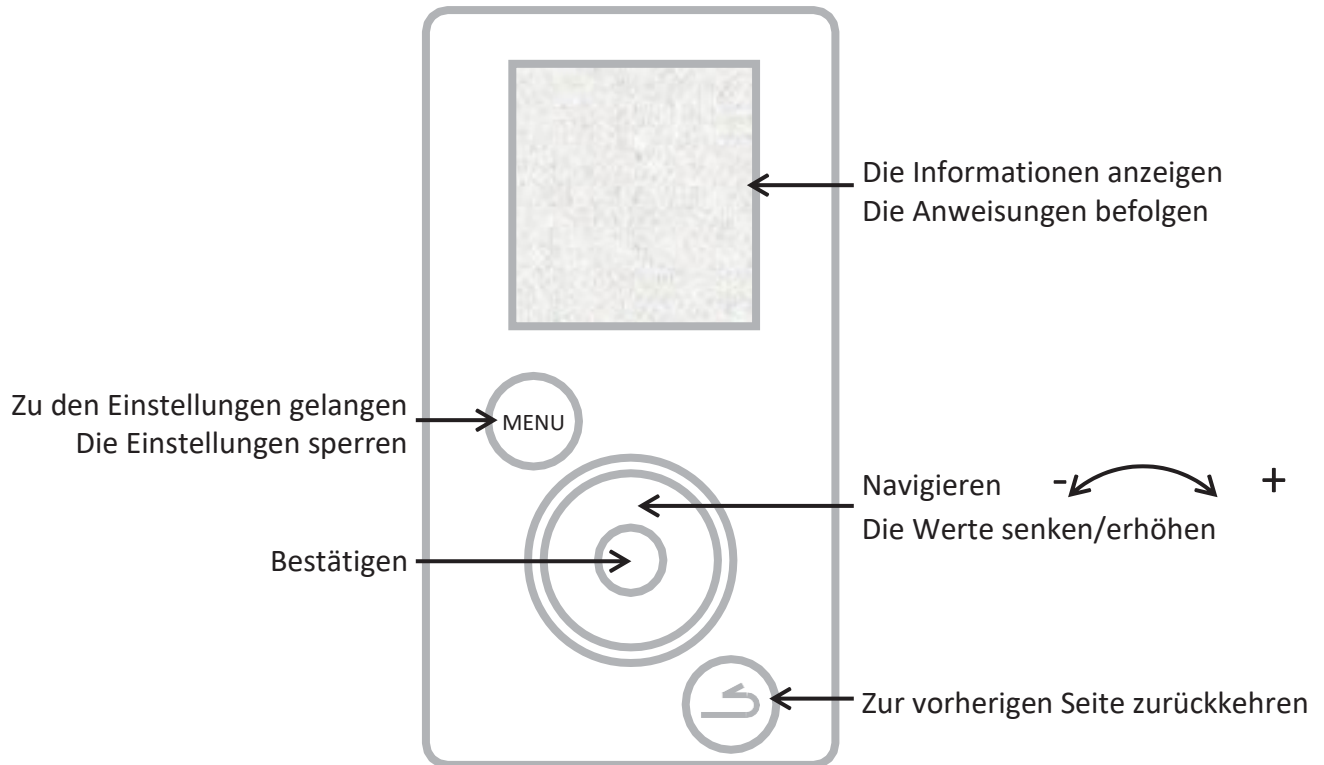 Die Informationen anzeigen
Die Anweisungen befolgen
Zu den Einstellungen gelangen
Die Einstellungen sperren
MENU
Navigieren - +
Die Werte senken/erhöhen
Bestätigen
Zur vorherigen Seite zurückkehren